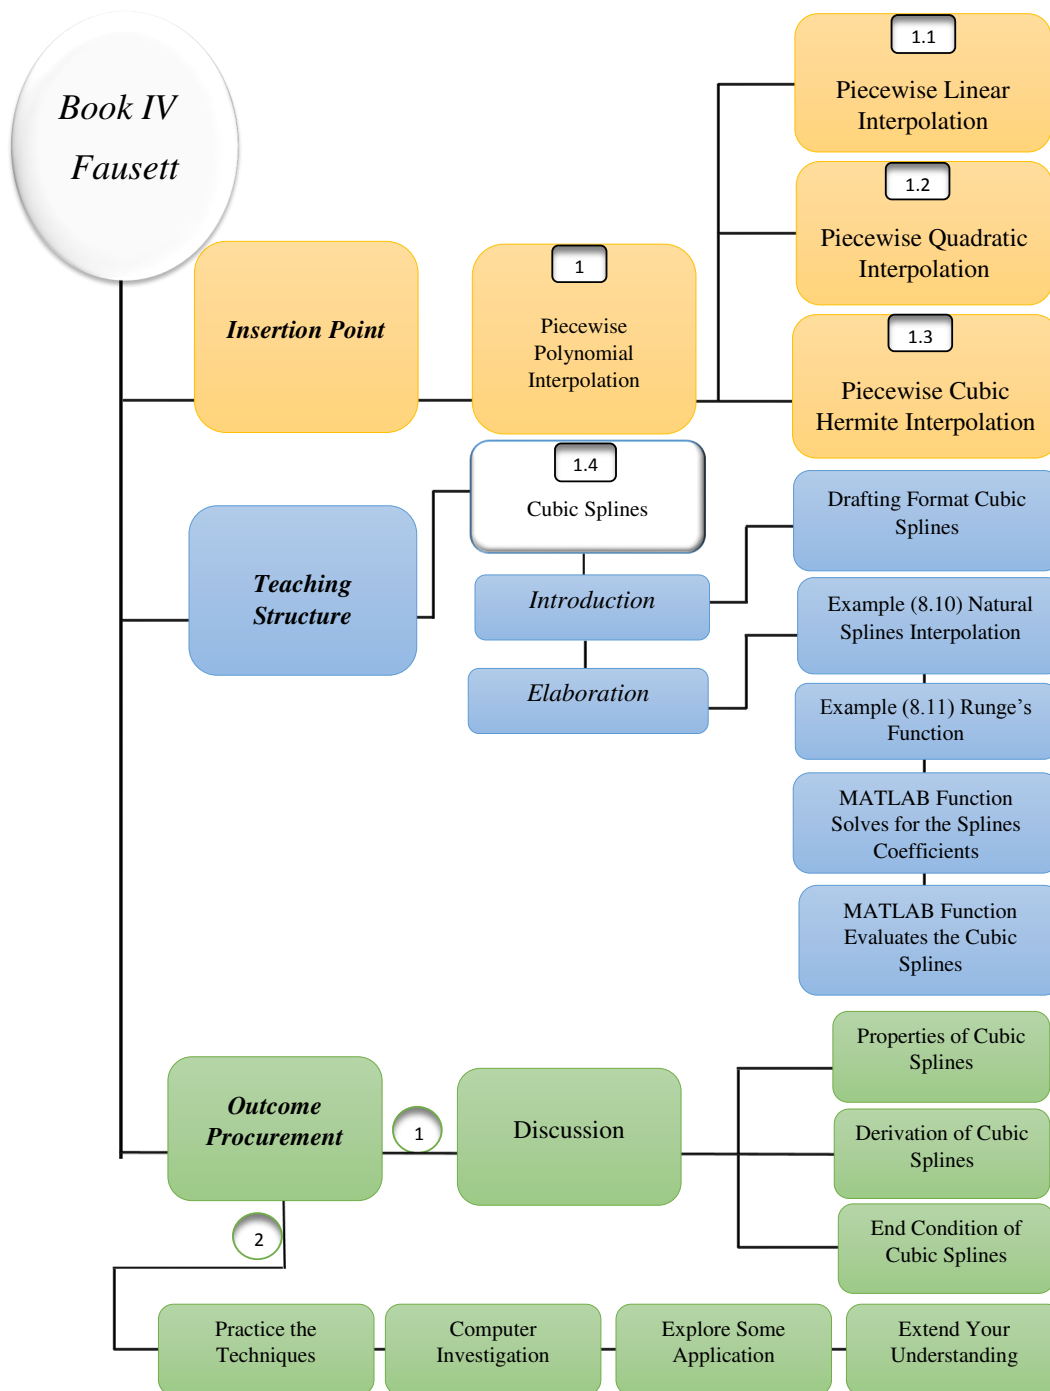 Book IV
Fausett
Insertion Point
1
Piecewise
Polynomial
Interpolation
1.1
Piecewise Linear
Interpolation
1.2
Piecewise Quadratic
Interpolation
1.3
Piecewise Cubic
Hermite Interpolation
Teaching
Structure
1.4
Cubic Splines
Introduction
Elaboration
Drafting Format Cubic
Splines
Example (8.10) Natural
Splines Interpolation
Example (8.11) Runge’s
Function
MATLAB Function
Solves for the Splines
Coefficients
MATLAB Function
Evaluates the Cubic
Splines
Outcome
Procurement
1
Discussion
Properties of Cubic
Splines
Derivation of Cubic
Splines
End Condition of
Cubic Splines
2
Practice the
Techniques
Computer
Investigation
Explore Some
Application
Extend Your
Understanding